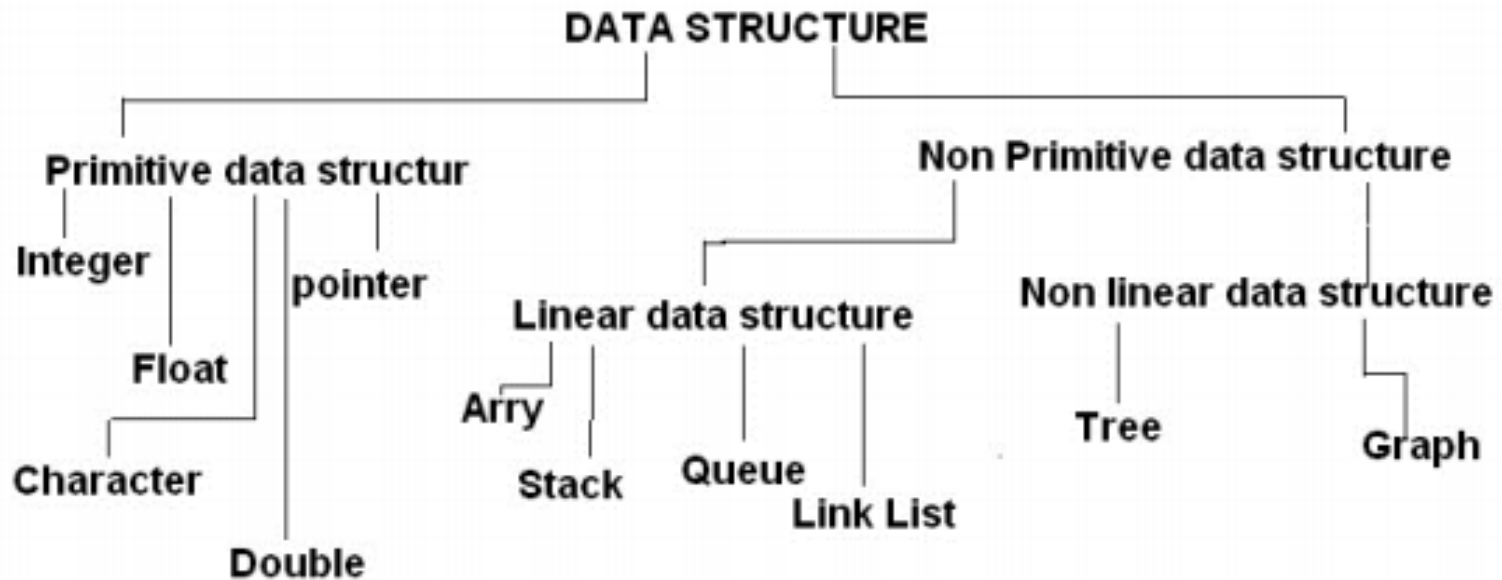 DATA STRUCTURE
Primitive data structur
Non Primitive data structure
Integer
pointer
Float
Character
Double
Linear data structure
Non linear data structure
Arry
Stack
Queue
Link List
Tree
Graph